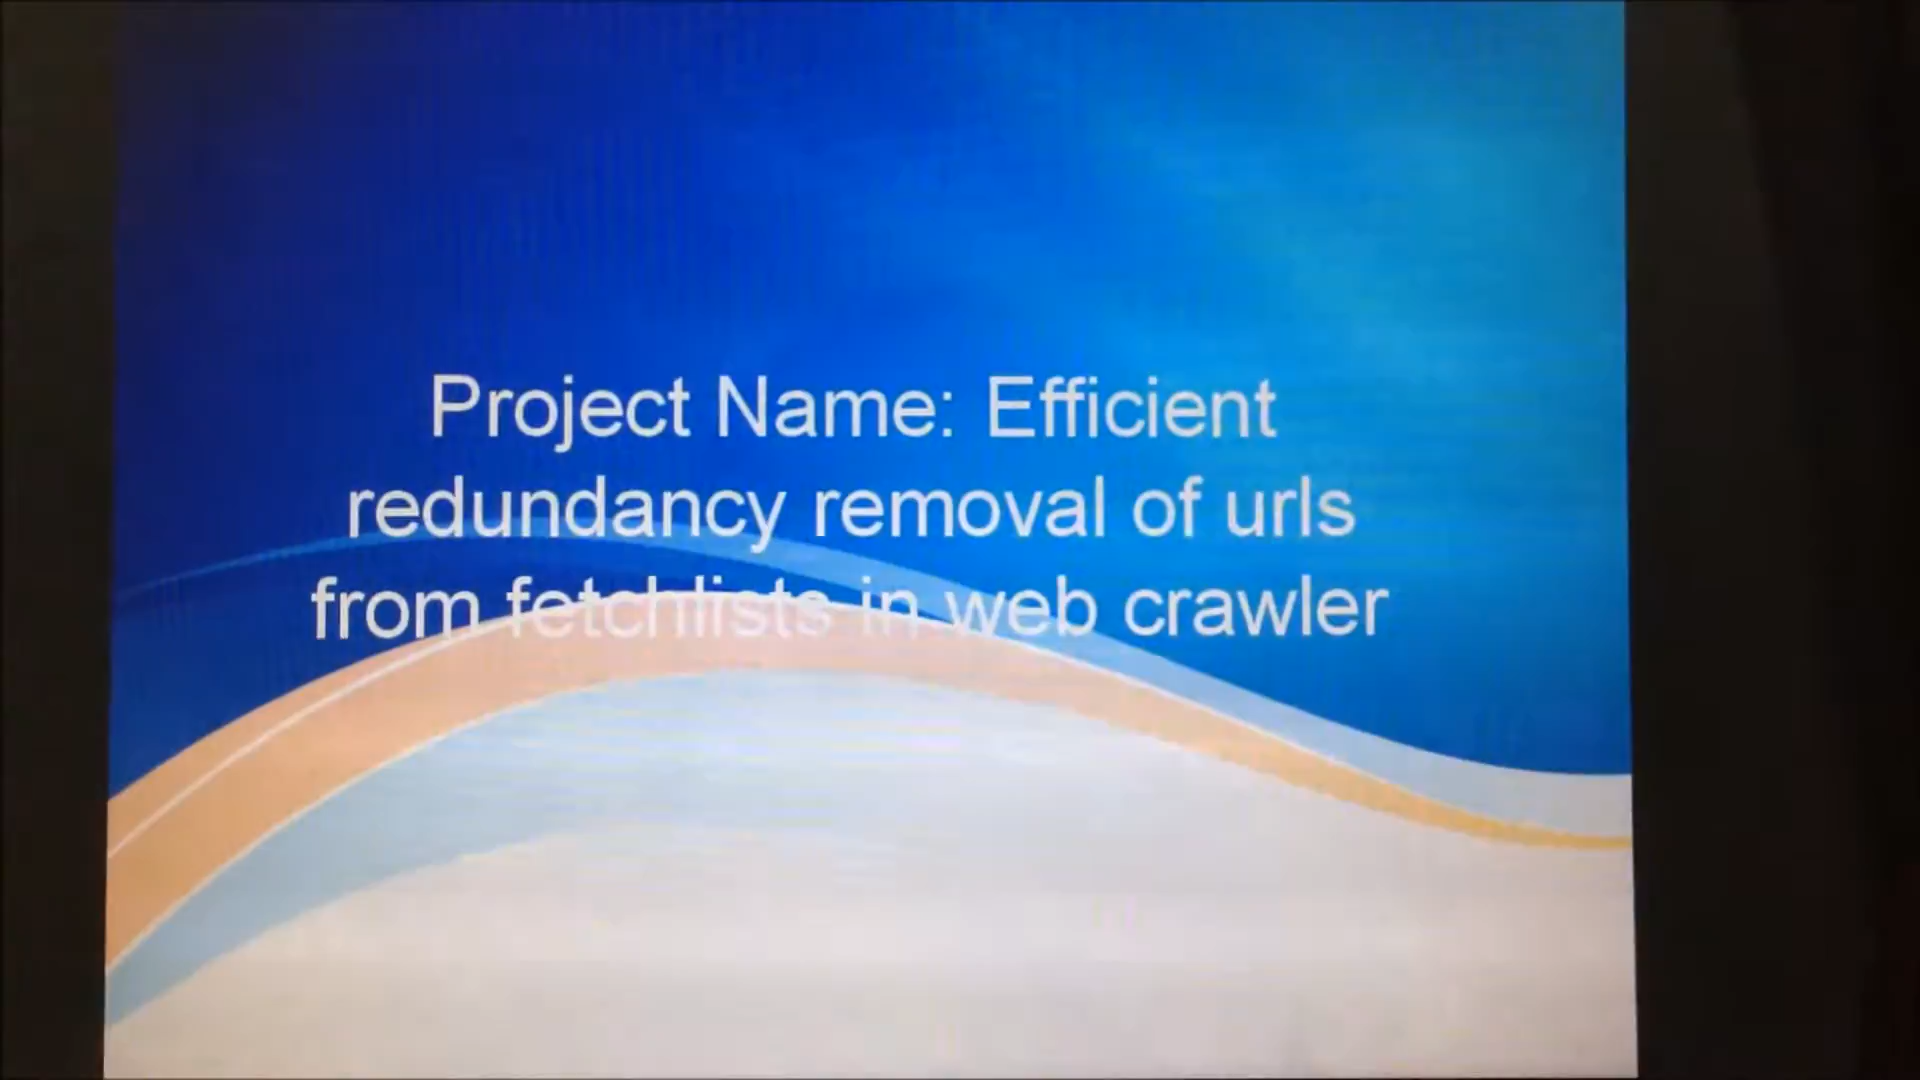 Project Name: Efficient
redundancy removal of urls
from fetchlists in web crawler